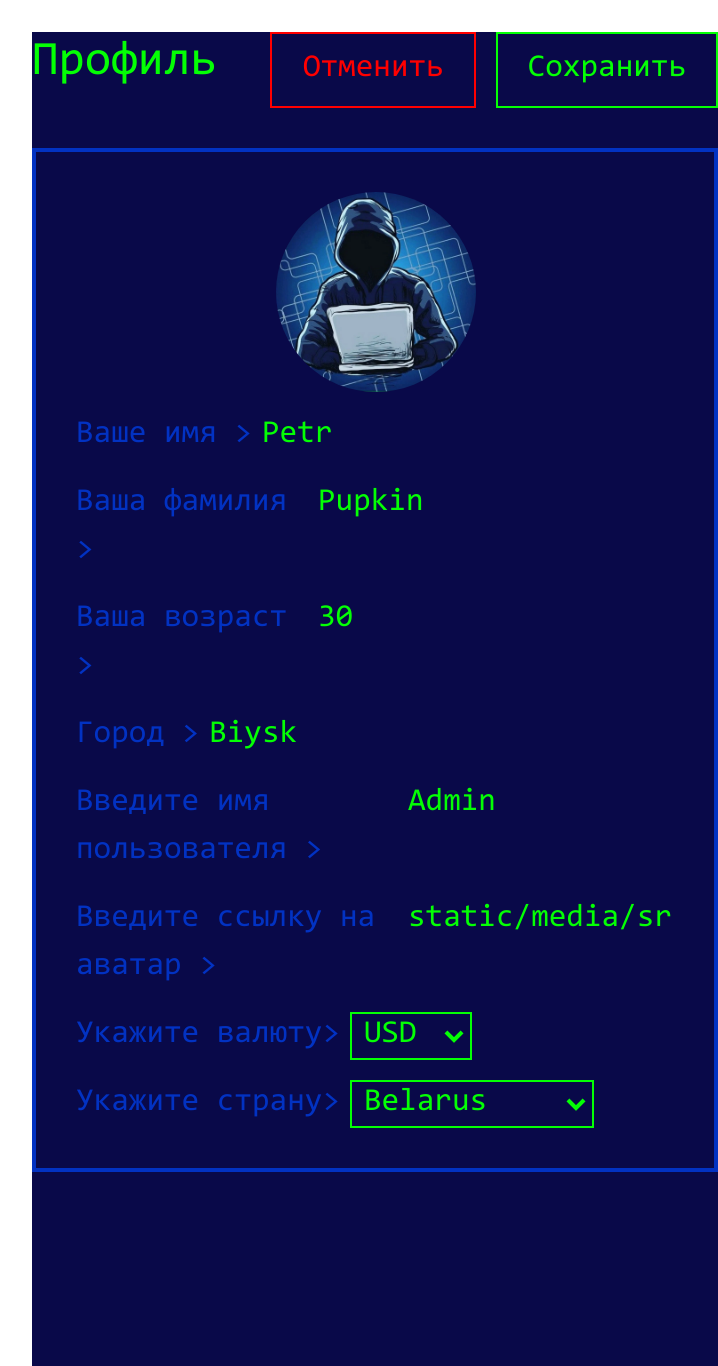 Профиль
Отменить
Сохранить
Ваше имя > Petr
Ваша фамилия Pupkin
>
Ваша возраст 30
>
Город > Biysk
Введите имя Admin
пользователя >
Введите ссылку на static/media/sr
аватар >
Укажите валюту> USD
Укажите страну> Belarus